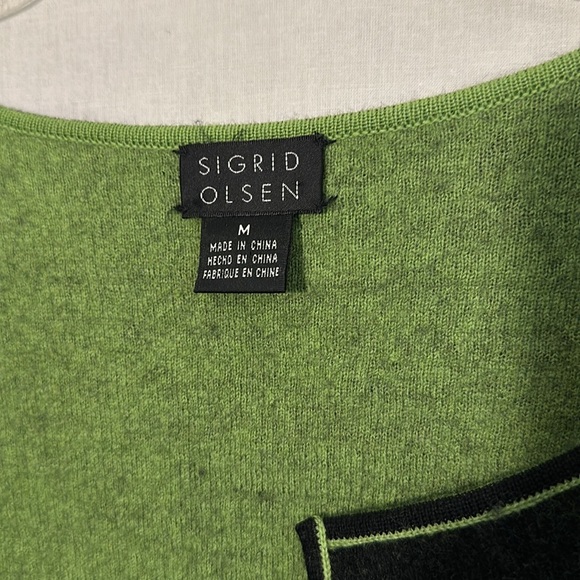 SIGRID
OLSEN
M
MADE IN CHINA
HECHO EN CHINA
FABRIQUE EN CHINE